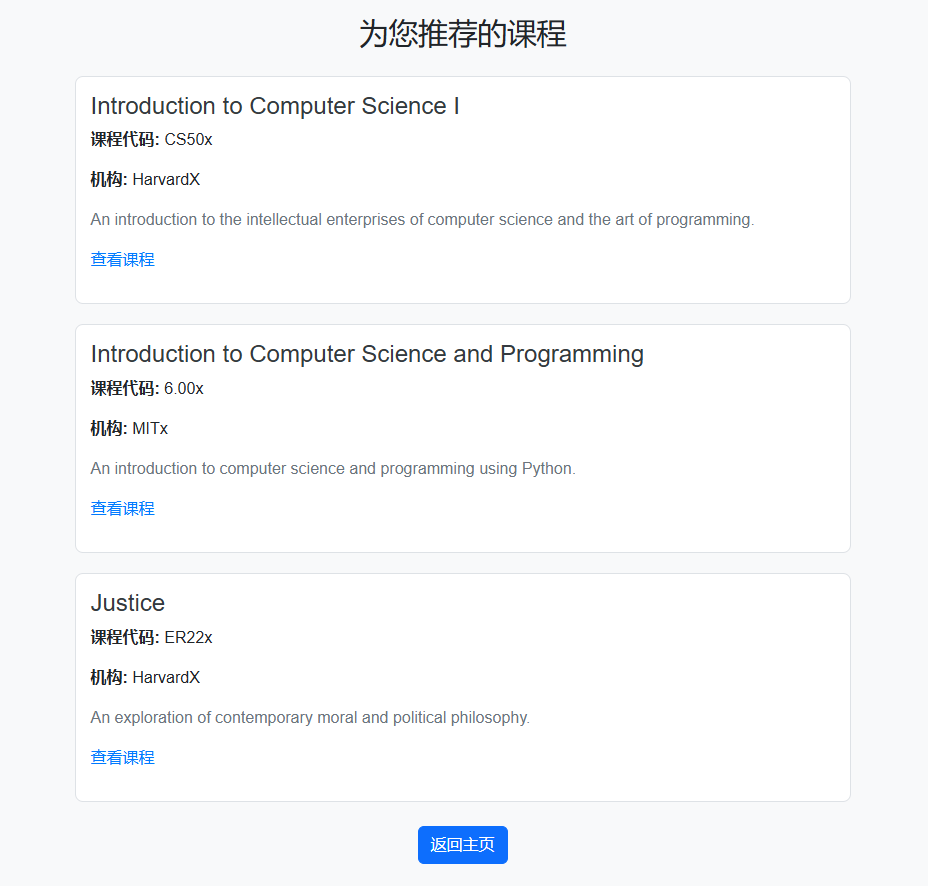 为您推荐的课程
Introduction to Computer Science I
课程代码: CS50x
机构: HarvardX
An introduction to the intellectual enterprises of computer science and the art of programming.
查看课程
Introduction to Computer Science and Programming
课程代码: 6.00x
机构: MITx
An introduction to computer science and programming using Python.
查看课程
Justice
课程代码: ER22x
机构: HarvardX
An exploration of contemporary moral and political philosophy.
查看课程
返回主页